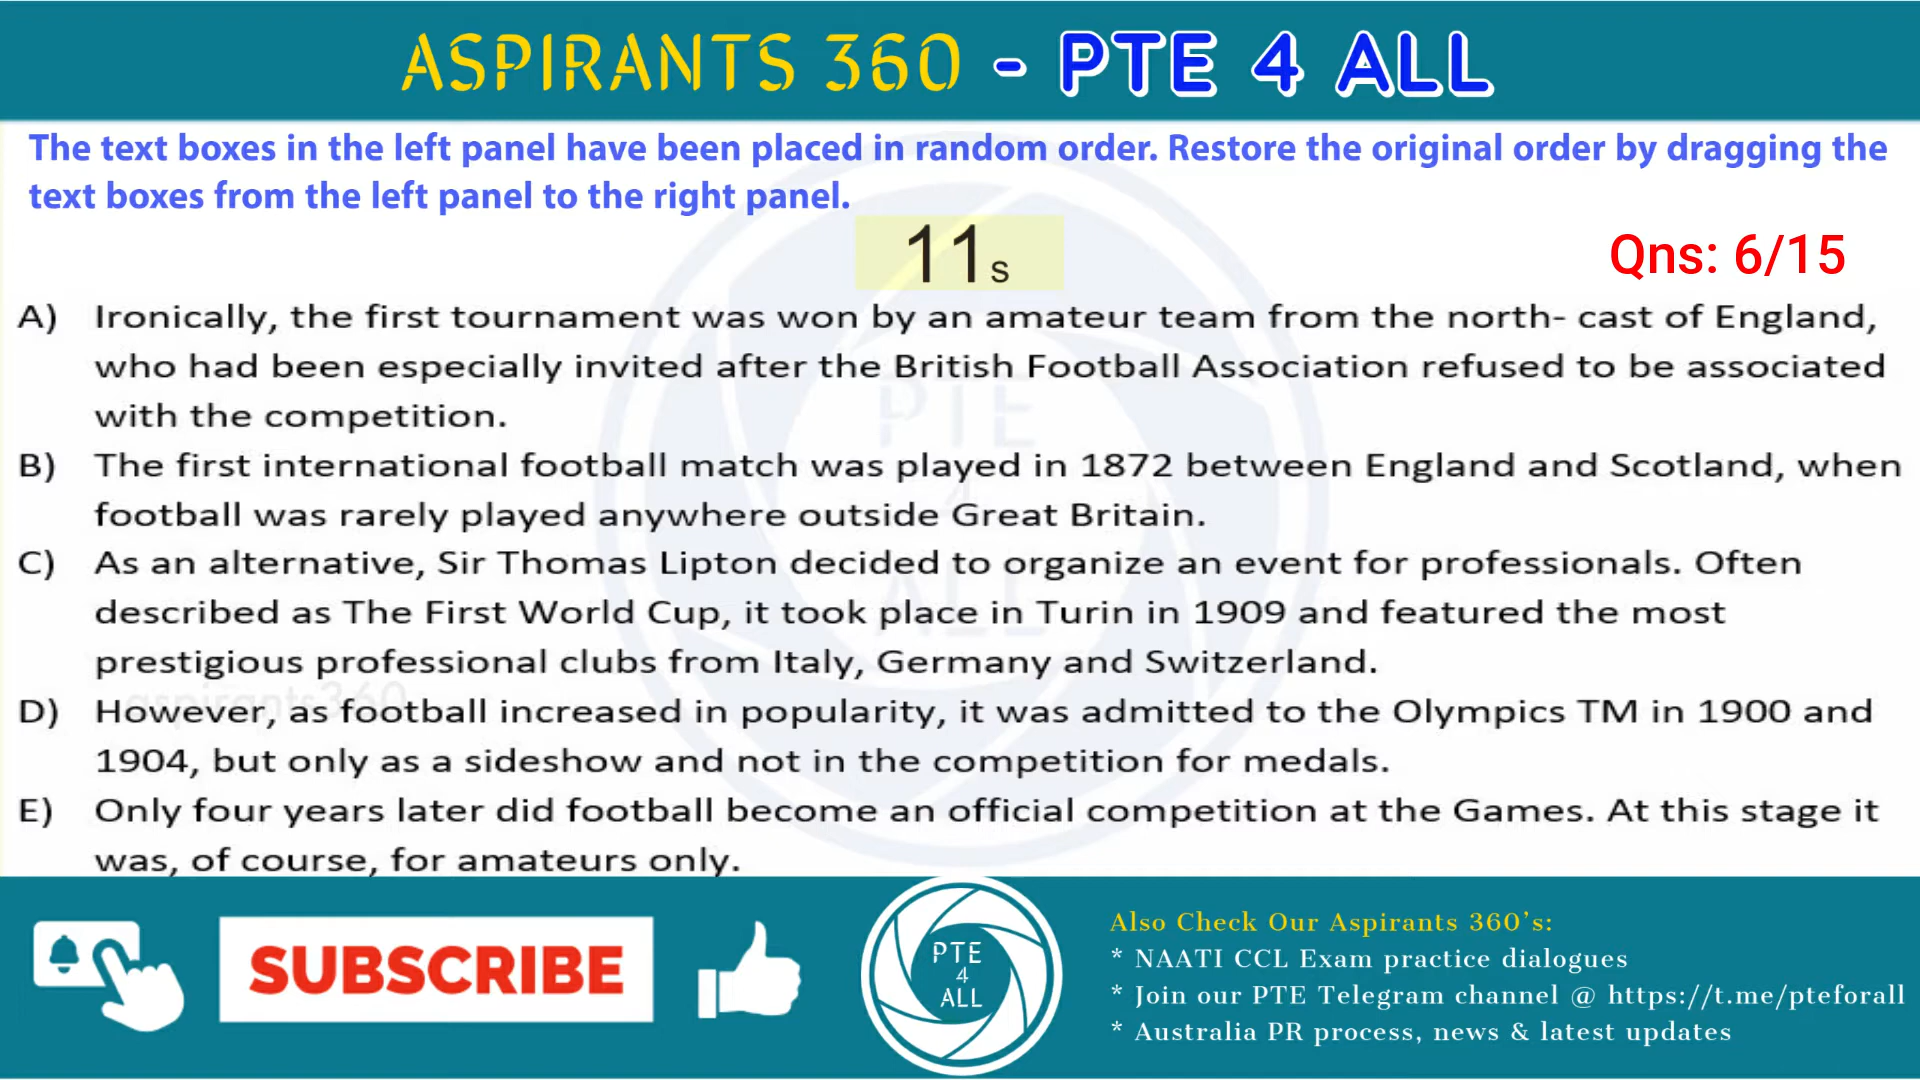 ASPIRANTS 360 - PTE 4 ALL
The text boxes in the left panel have been placed in random order. Restore the original order by dragging the
text boxes from the left panel to the right panel.
11s
Qns: 6/15
A) Ironically, the first tournament was won by an amateur team from the north- cast of England,
who had been especially invited after the British Football Association refused to be associated
with the competition.
B) The first international football match was played in 1872 between England and Scotland, when
football was rarely played anywhere outside Great Britain.
C) As an alternative, Sir Thomas Lipton decided to organize an event for professionals. Often
described as The First World Cup, it took place in Turin in 1909 and featured the most
prestigious professional clubs from Italy, Germany and Switzerland.
D) However, as football increased in popularity, it was admitted to the Olympics TM in 1900 and
1904, but only as a sideshow and not in the competition for medals.
E) Only four years later did football become an official competition at the Games. At this stage it
was, of course, for amateurs only.
PTE
4
ALL
aspirants360
SUBSCRIBE
PTE
4
ALL
Also Check Our Aspirants 360's:
* NAATI CCL Exam practice dialogues
* Join our PTE Telegram channel @ https://t.me/pteforall
* Australia PR process, news & latest updates